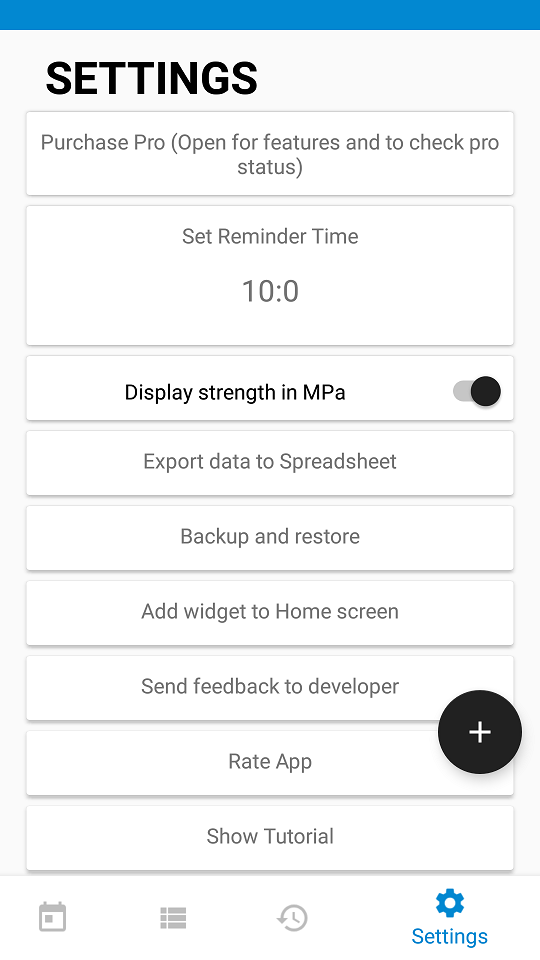 SETTINGS
Purchase Pro (Open for features and to check pro
status)
Set Reminder Time
10:0
Display strength in MPa
Export data to Spreadsheet
Backup and restore
Add widget to Home screen
Send feedback to developer
Rate App
Show Tutorial
Settings